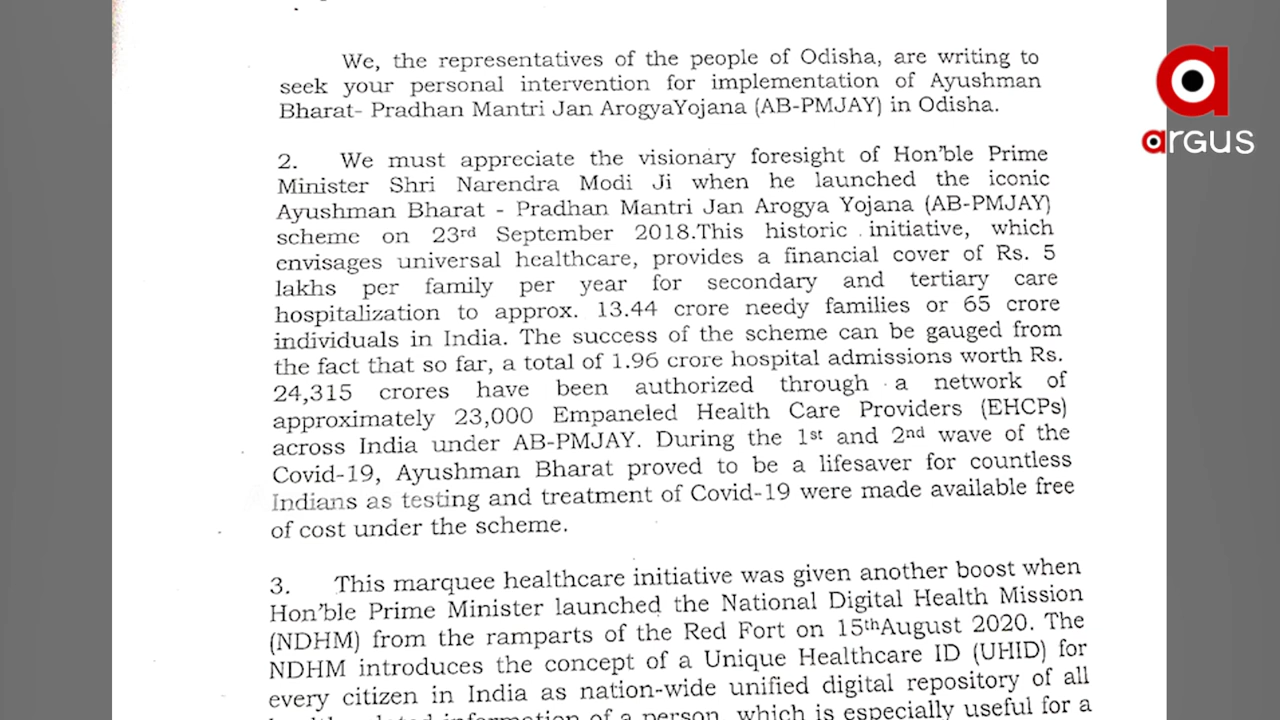 We, the representatives of the people of Odisha, are writing to
seek your personal intervention for implementation of Ayushman
Bharat- Pradhan Mantri Jan ArogyaYojana (AB-PMJAY) in Odisha.
2. We must appreciate the visionary foresight of Hon'ble Prime
Minister Shri Narendra Modi Ji when he launched the iconic
Ayushman Bharat - Pradhan Mantri Jan Arogya Yojana (AB-PMJAY)
scheme on 23rd September 2018.This historic initiative, which
envisages universal healthcare, provides a financial cover of Rs. 5
lakhs per family per year for secondary and tertiary care
hospitalization to approx. 13.44 crore needy families or 65 crore
individuals in India. The success of the scheme can be gauged from
the fact that so far, a total of 1.96 crore hospital admissions worth Rs.
24,315 crores have been authorized through a network of
approximately 23,000 Empaneled Health Care Providers (EHCPs)
across India under AB-PMJAY. During the 1st and 2nd wave of the
Covid-19, Ayushman Bharat proved to be a lifesaver for countless
Indians as testing and treatment of Covid-19 were made available free
of cost under the scheme.
3. This marquee healthcare initiative was given another boost when
Hon'ble Prime Minister launched the National Digital Health Mission
(NDHM) from the ramparts of the Red Fort on 15thAugust 2020. The
NDHM introduces the concept of a Unique Healthcare ID (UHID) for
every citizen in India as nation-wide unified digital repository of all
information of a person, which is especially useful for a
argus